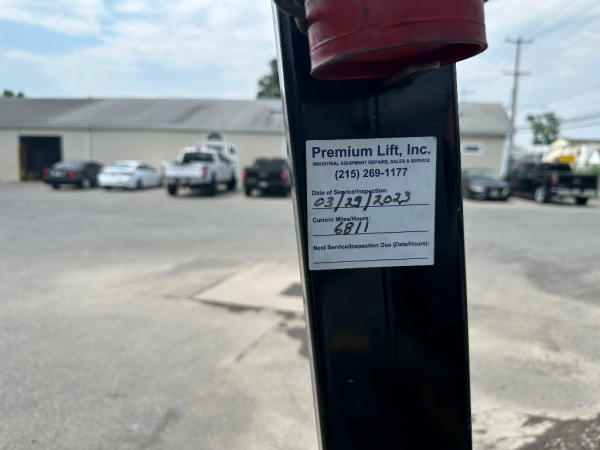 Premium Lift, Inc.
INDUSTRIAL EQUIPMENT REPAIRS, SALES & SERVICE
(215) 269-1177
Date of Service/Inspection:
03/29/2023
Current Miles/Hours:
6811
Next Service/Inspection Due (Date/Hours):